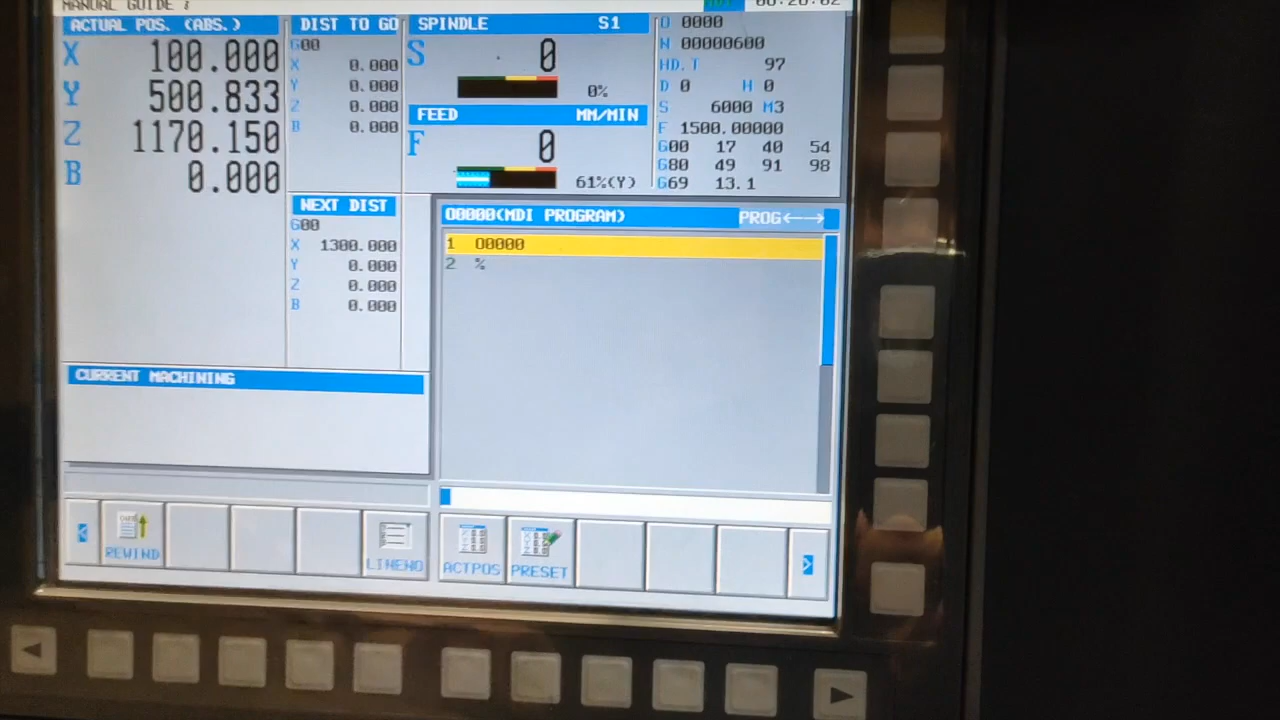 MANUAL GUIDE i
ACTUAL POS. (ABS.)
X 100.000
Y 500.833
Z 1170.150
B 0.000
DIST TO GO
G00
X 0.000
Y 0.000
Z 0.000
B 0.000
NEXT DIST
G00
X 1300.000
Y 0.000
Z 0.000
B 0.000
SPINDLE S1
S 0
0%
FEED MM/MIN
F 0
61%(Y)
O 0000
N 00000600
HD.T 97
D 0 H 0
S 6000 M3
F 1500.00000
G00 17 40 54
G80 49 91 98
G69 13.1
O0000(MDI PROGRAM) PROG←→
1 O0000
2 %
CURRENT MACHINING
REWIND
LINENO
ACTPOS
PRESET